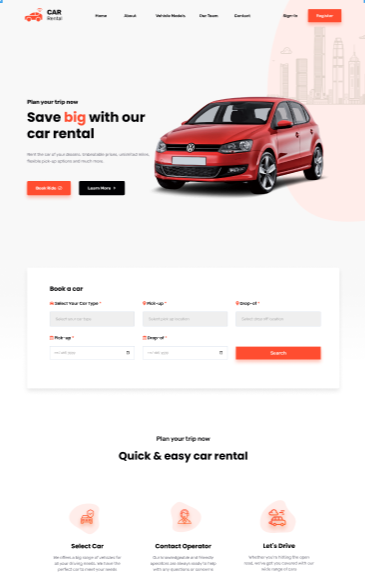 CAR
Rental
Home
About
Vehicle Models
Our Team
Contact
Sign In
Register
Plan your trip now
Save big with our
car rental
Rent the car of your dreams. Unbeatable prices, unlimited miles,
flexible pick-up options and much more.
Book Ride
Learn More
Book a car
Select Your Car Type *
Pick-up *
Drop-of *
Select your car type
Select pick up location
Select drop off location
Pick-up *
Drop-of *
Search
Plan your trip now
Quick & easy car rental
Select Car
We offers a big range of vehicles for
all your driving needs. We have the
perfect car to meet your needs
Contact Operator
Our knowledgeable and friendly
operators are always ready to help
with any questions or concerns
Let's Drive
Whether you're hitting the open
road, we've got you covered with our
wide range of cars